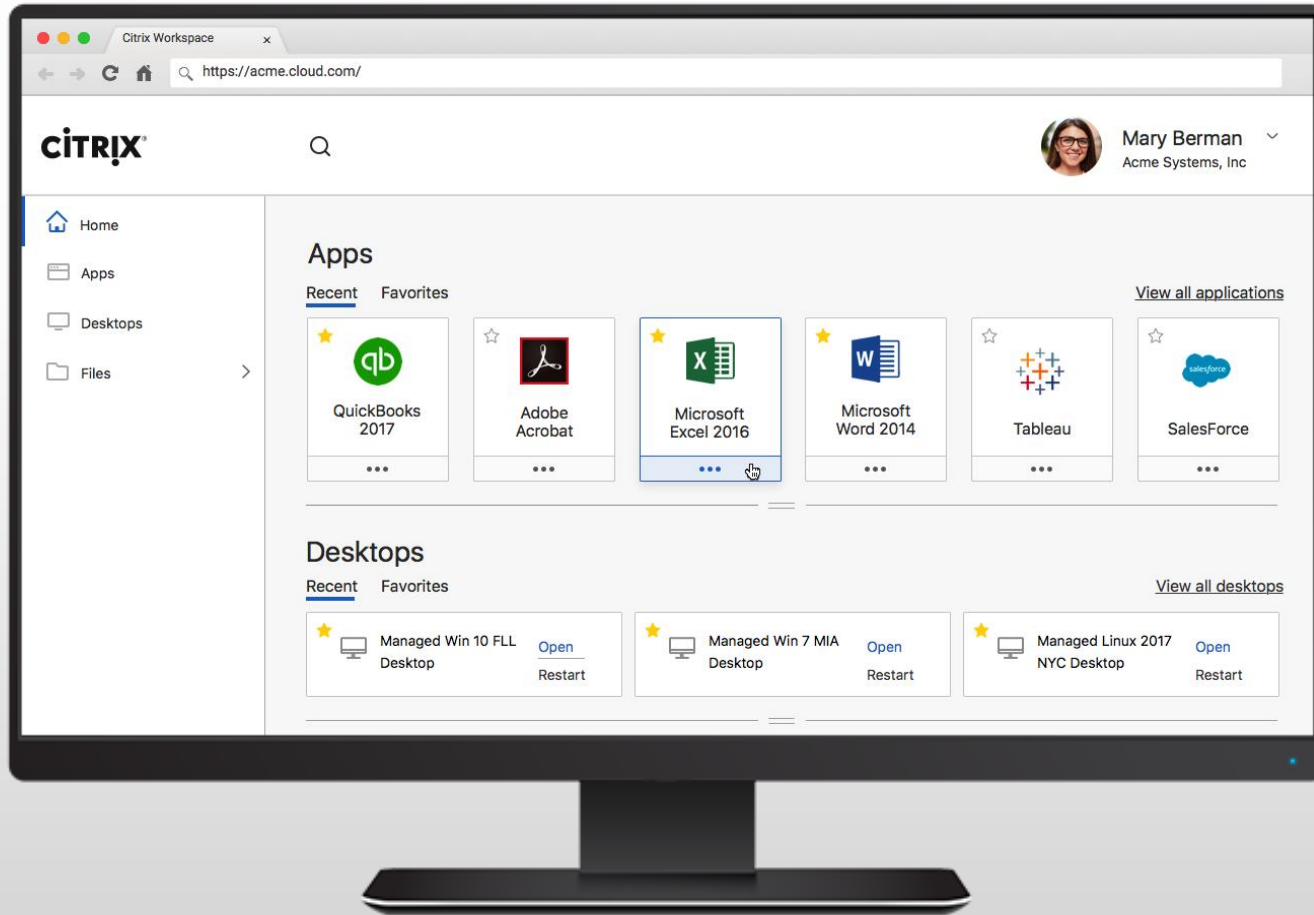 Citrix Workspace
https://acme.cloud.com/
CİTRỊX®
Mary Berman
Acme Systems, Inc
Home
Apps
Desktops
Files
Apps
Recent Favorites View all applications
qb
QuickBooks
2017
Adobe
Acrobat
X
Microsoft
Excel 2016
W
Microsoft
Word 2014
Tableau
salesforce
SalesForce
Desktops
Recent Favorites View all desktops
Managed Win 10 FLL
Desktop
Open
Restart
Managed Win 7 MIA
Desktop
Open
Restart
Managed Linux 2017
NYC Desktop
Open
Restart